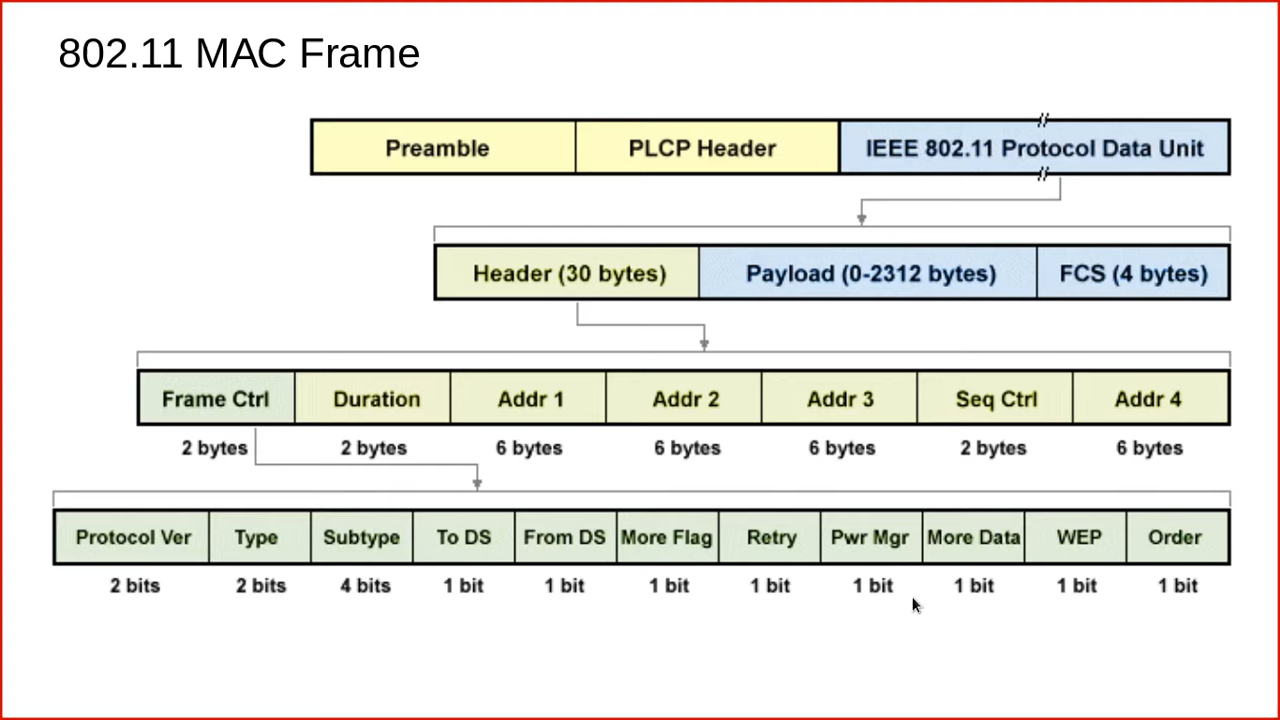 802.11 MAC Frame
Preamble PLCP Header IEEE 802.11 Protocol Data Unit
Header (30 bytes) Payload (0-2312 bytes) FCS (4 bytes)
Frame Ctrl Duration Addr 1 Addr 2 Addr 3 Seq Ctrl Addr 4
2 bytes 2 bytes 6 bytes 6 bytes 6 bytes 2 bytes 6 bytes
Protocol Ver Type Subtype To DS From DS More Flag Retry Pwr Mgr More Data WEP Order
2 bits 2 bits 4 bits 1 bit 1 bit 1 bit 1 bit 1 bit 1 bit 1 bit 1 bit